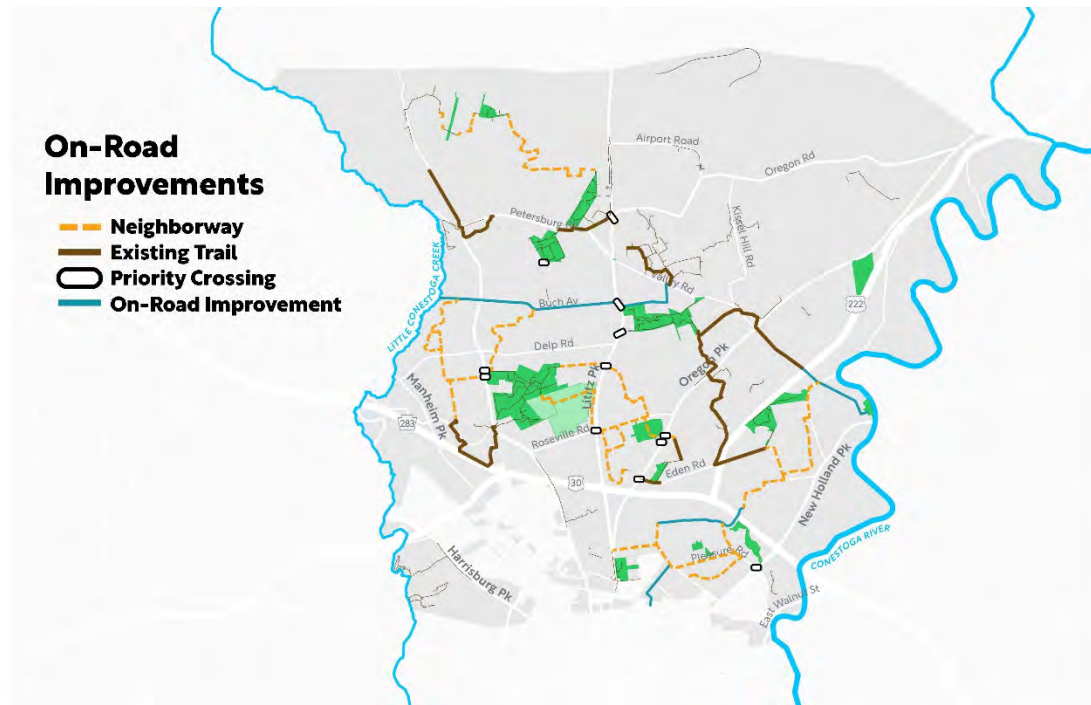 On-Road
Improvements
Neighborway
Existing Trail
Priority Crossing
On-Road Improvement
Airport Road
Oregon Rd
Petersburg
Kissel Hill Rd
Valley Rd
222
LITTLE CONESTOGA CREEK
Buch Av
Delp Rd
Oregon Pk
Manheim Pk
Lititz Pk
283
Roseville Rd
Eden Rd
30
New Holland Pk
CONESTOGA RIVER
Pleasure Rd
Harrisburg Pk
East Walnut St